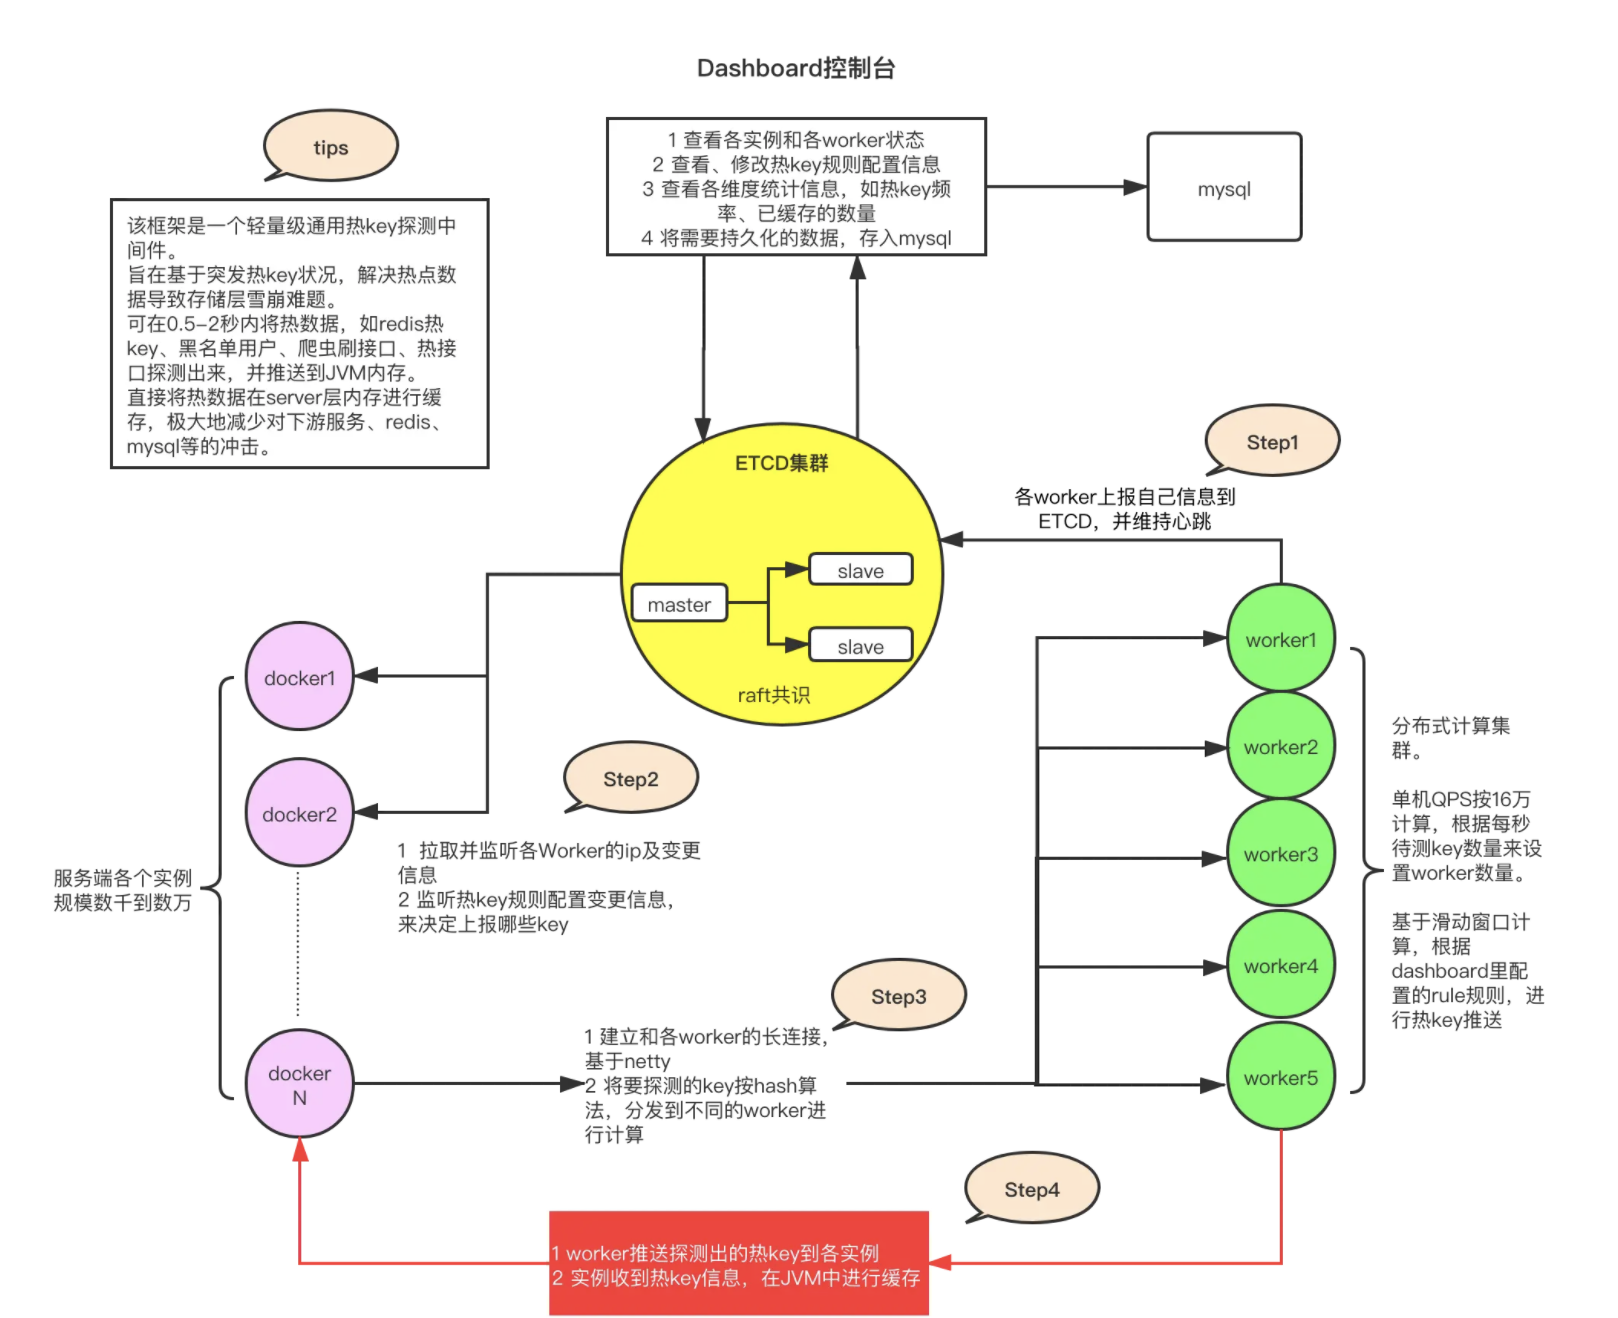 Dashboard控制台
tips
1 查看各实例和各worker状态
2 查看、修改热key规则配置信息
3 查看各维度统计信息，如热key频
率、已缓存的数量
4 将需要持久化的数据，存入mysql
mysql
该框架是一个轻量级通用热key探测中
间件。
旨在基于突发热key状况，解决热点数
据导致存储层雪崩难题。
可在0.5-2秒内将热数据，如redis热
key、黑名单用户、爬虫刷接口、热接
口探测出来，并推送到JVM内存。
直接将热数据在server层内存进行缓
存，极大地减少对下游服务、redis、
mysql等的冲击。
Step1
各worker上报自己信息到
ETCD，并维持心跳
ETCD集群
master
slave
slave
raft共识
docker1
docker2
docker
N
服务端各个实例
规模数千到数万
Step2
1 拉取并监听各Worker的ip及变更
信息
2 监听热key规则配置变更信息，
来决定上报哪些key
Step3
1 建立和各worker的长连接，
基于netty
2 将要探测的key按hash算
法，分发到不同的worker进
行计算
worker1
worker2
worker3
worker4
worker5
分布式计算集
群。
单机QPS按16万
计算，根据每秒
待测key数量来设
置worker数量。
基于滑动窗口计
算，根据
dashboard里配
置的rule规则，进
行热key推送
Step4
1 worker推送探测出的热key到各实例
2 实例收到热key信息，在JVM中进行缓存